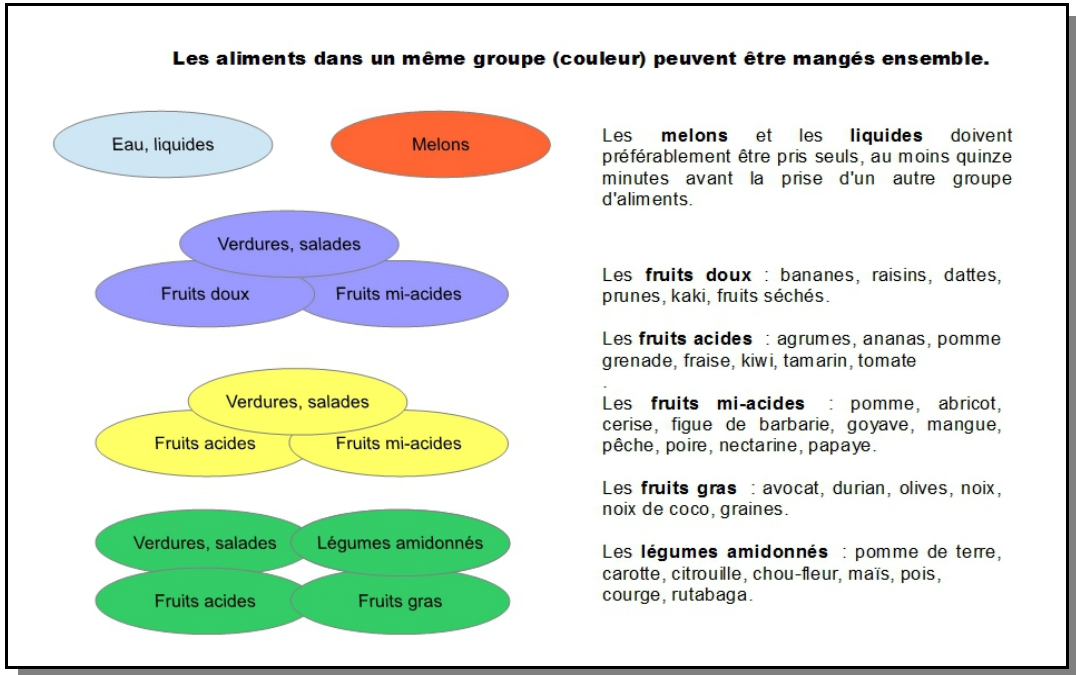 Les aliments dans un même groupe (couleur) peuvent être mangés ensemble.
Eau, liquides
Melons
Verdures, salades
Fruits doux
Fruits mi-acides
Verdures, salades
Fruits acides
Fruits mi-acides
Verdures, salades
Légumes amidonnés
Fruits acides
Fruits gras
Les melons et les liquides doivent
préférablement être pris seuls, au moins quinze
minutes avant la prise d'un autre groupe
d'aliments.
Les fruits doux : bananes, raisins, dattes,
prunes, kaki, fruits séchés.
Les fruits acides : agrumes, ananas, pomme
grenade, fraise, kiwi, tamarin, tomate
.
Les fruits mi-acides : pomme, abricot,
cerise, figue de barbarie, goyave, mangue,
pêche, poire, nectarine, papaye.
Les fruits gras : avocat, durian, olives, noix,
noix de coco, graines.
Les légumes amidonnés : pomme de terre,
carotte, citrouille, chou-fleur, maïs, pois,
courge, rutabaga.